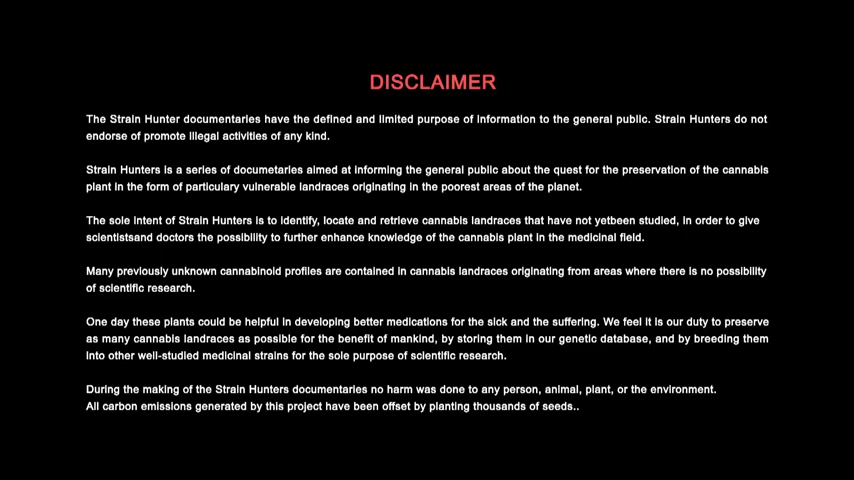 DISCLAIMER
The Strain Hunter documentaries have the defined and limited purpose of information to the general public. Strain Hunters do not
endorse of promote illegal activities of any kind.
Strain Hunters is a series of documetaries aimed at informing the general public about the quest for the preservation of the cannabis
plant in the form of particulary vulnerable landraces originating in the poorest areas of the planet.
The sole intent of Strain Hunters is to identify, locate and retrieve cannabis landraces that have not yetbeen studied, in order to give
scientistsand doctors the possibility to further enhance knowledge of the cannabis plant in the medicinal field.
Many previously unknown cannabinoid profiles are contained in cannabis landraces originating from areas where there is no possibility
of scientific research.
One day these plants could be helpful in developing better medications for the sick and the suffering. We feel it is our duty to preserve
as many cannabis landraces as possible for the benefit of mankind, by storing them in our genetic database, and by breeding them
into other well-studied medicinal strains for the sole purpose of scientific research.
During the making of the Strain Hunters documentaries no harm was done to any person, animal, plant, or the environment.
All carbon emissions generated by this project have been offset by planting thousands of seeds..